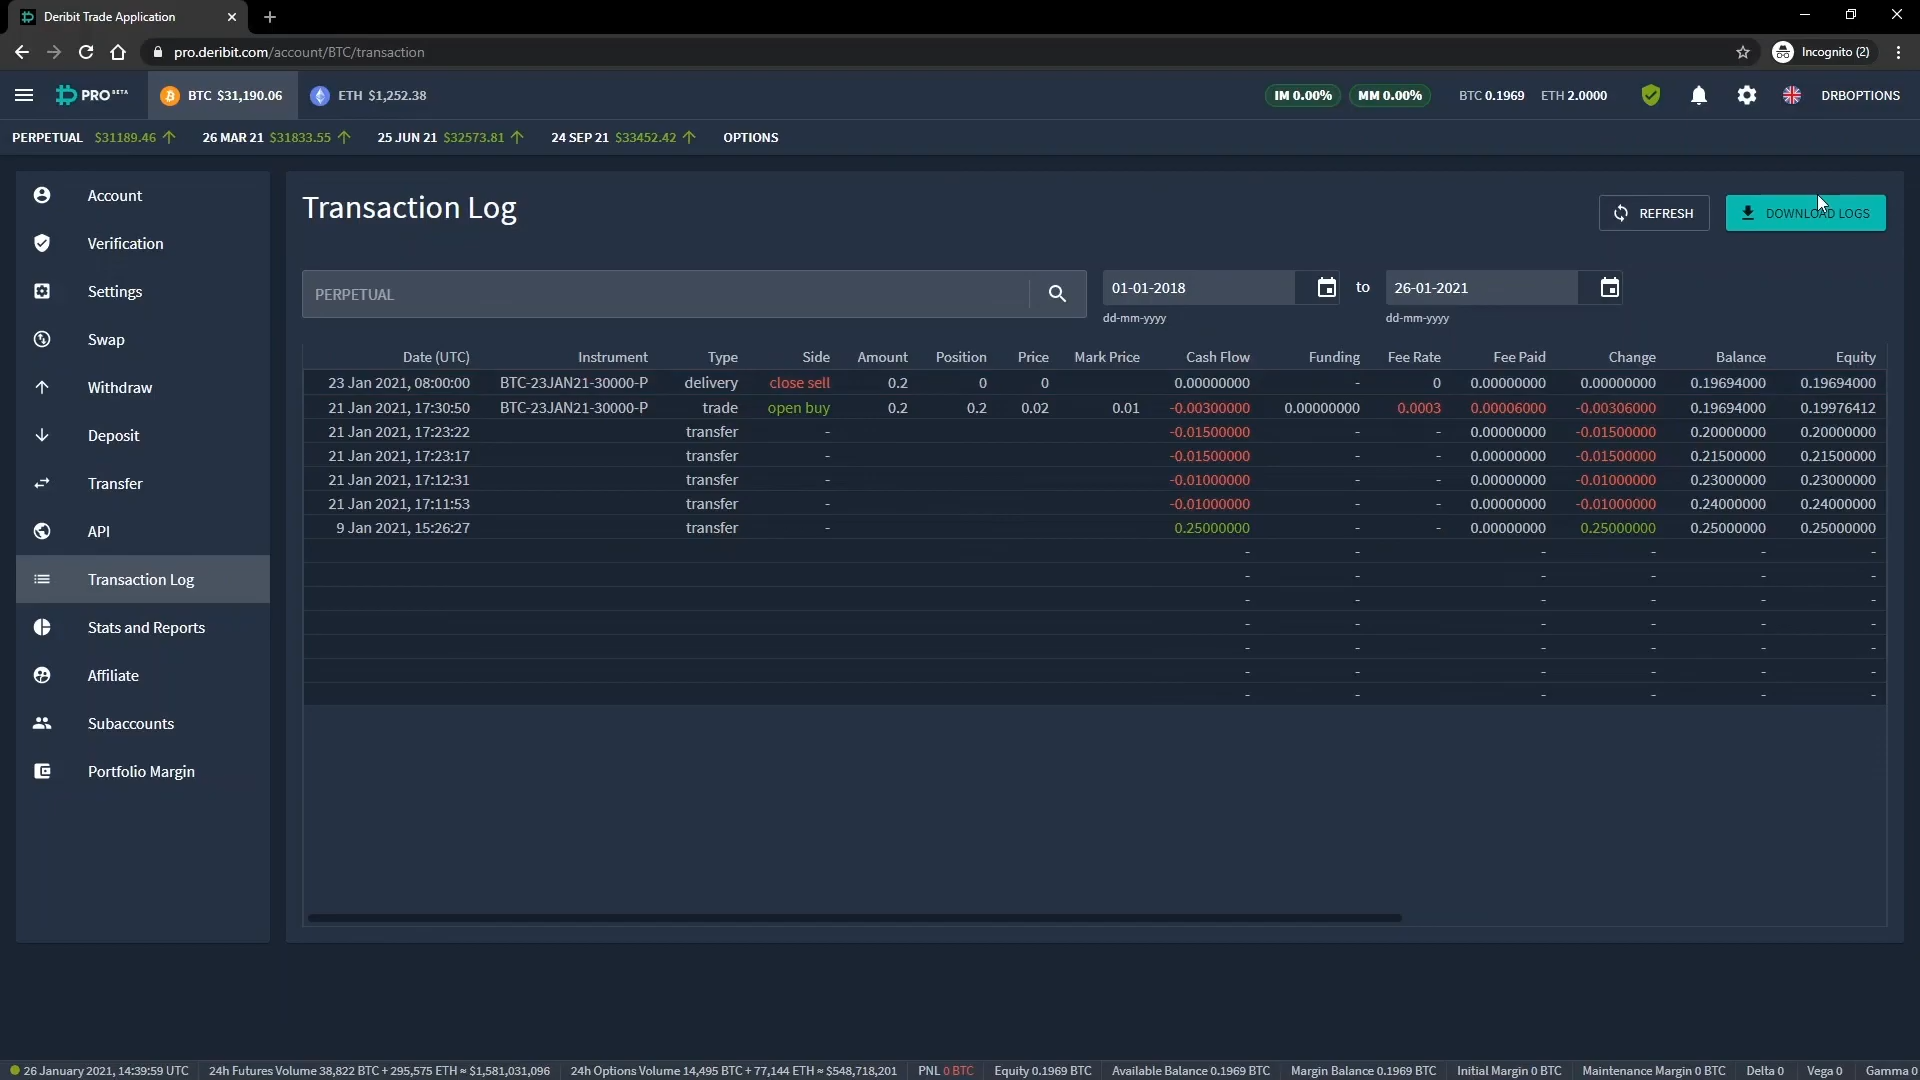 Deribit Trade Application
pro.deribit.com/account/BTC/transaction
Incognito (2)
PRO BETA
BTC $31,190.06
ETH $1,252.38
IM 0.00%
MM 0.00%
BTC 0.1969
ETH 2.0000
DRBOPTIONS
PERPETUAL $31189.46
26 MAR 21 $31833.55
25 JUN 21 $32573.81
24 SEP 21 $33452.42
OPTIONS
Account
Verification
Settings
Swap
Withdraw
Deposit
Transfer
API
Transaction Log
Stats and Reports
Affiliate
Subaccounts
Portfolio Margin
Transaction Log
REFRESH
DOWNLOAD LOGS
PERPETUAL
01-01-2018 to 26-01-2021
dd-mm-yyyy dd-mm-yyyy
Date (UTC) Instrument Type Side Amount Position Price Mark Price Cash Flow Funding Fee Rate Fee Paid Change Balance Equity
23 Jan 2021, 08:00:00 BTC-23JAN21-30000-P delivery close sell 0.2 0 0 0.00000000 - 0 0.00000000 0.00000000 0.19694000 0.19694000
21 Jan 2021, 17:30:50 BTC-23JAN21-30000-P trade open buy 0.2 0.2 0.02 0.01 -0.00300000 0.00000000 0.0003 0.00006000 -0.00306000 0.19694000 0.19976412
21 Jan 2021, 17:23:22 transfer - -0.01500000 - - 0.00000000 -0.01500000 0.20000000 0.20000000
21 Jan 2021, 17:23:17 transfer - -0.01500000 - - 0.00000000 -0.01500000 0.21500000 0.21500000
21 Jan 2021, 17:12:31 transfer - -0.01000000 - - 0.00000000 -0.01000000 0.23000000 0.23000000
21 Jan 2021, 17:11:53 transfer - -0.01000000 - - 0.00000000 -0.01000000 0.24000000 0.24000000
9 Jan 2021, 15:26:27 transfer - 0.25000000 - - 0.00000000 0.25000000 0.25000000 0.25000000
- - - - - -
- - - - - -
- - - - - -
- - - - - -
- - - - - -
- - - - - -
- - - - - -
26 January 2021, 14:39:59 UTC 24h Futures Volume 38,822 BTC + 295,575 ETH ≈ $1,581,031,096 24h Options Volume 14,495 BTC + 77,144 ETH ≈ $548,718,201 PNL 0 BTC Equity 0.1969 BTC Available Balance 0.1969 BTC Margin Balance 0.1969 BTC Initial Margin 0 BTC Maintenance Margin 0 BTC Delta 0 Vega 0 Gamma 0